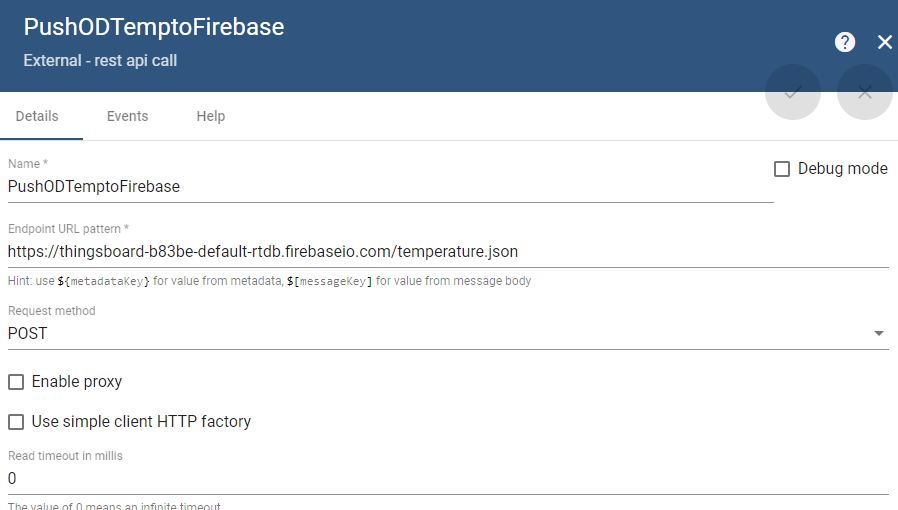 PushODTemptoFirebase
External - rest api call
?
Details Events Help
Name *
PushODTemptoFirebase
Debug mode
Endpoint URL pattern *
https://thingsboard-b83be-default-rtdb.firebaseio.com/temperature.json
Hint: use ${metadataKey} for value from metadata, $[messageKey] for value from message body
Request method
POST
Enable proxy
Use simple client HTTP factory
Read timeout in millis
0
The value of 0 means an infinite timeout